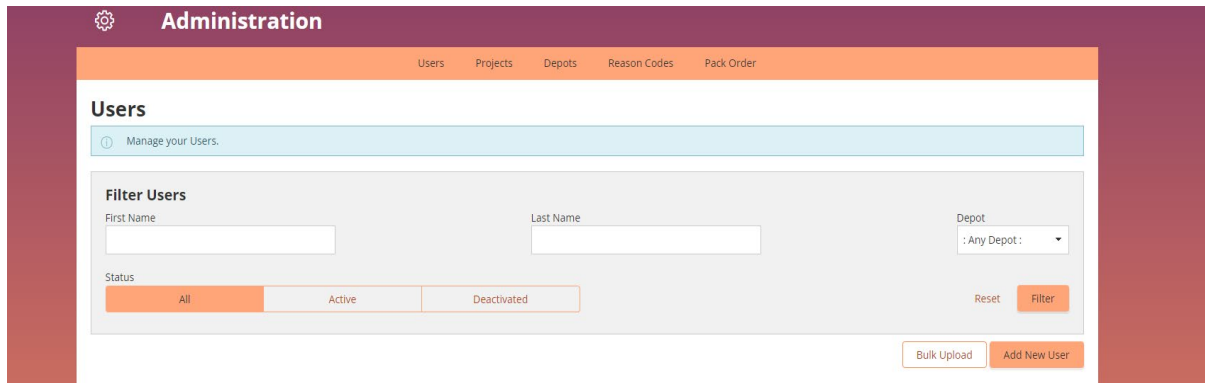 Administration
Users Projects Depots Reason Codes Pack Order
Users
Manage your Users.
Filter Users
First Name Last Name Depot
: Any Depot :
Status
All Active Deactivated Reset Filter
Bulk Upload Add New User